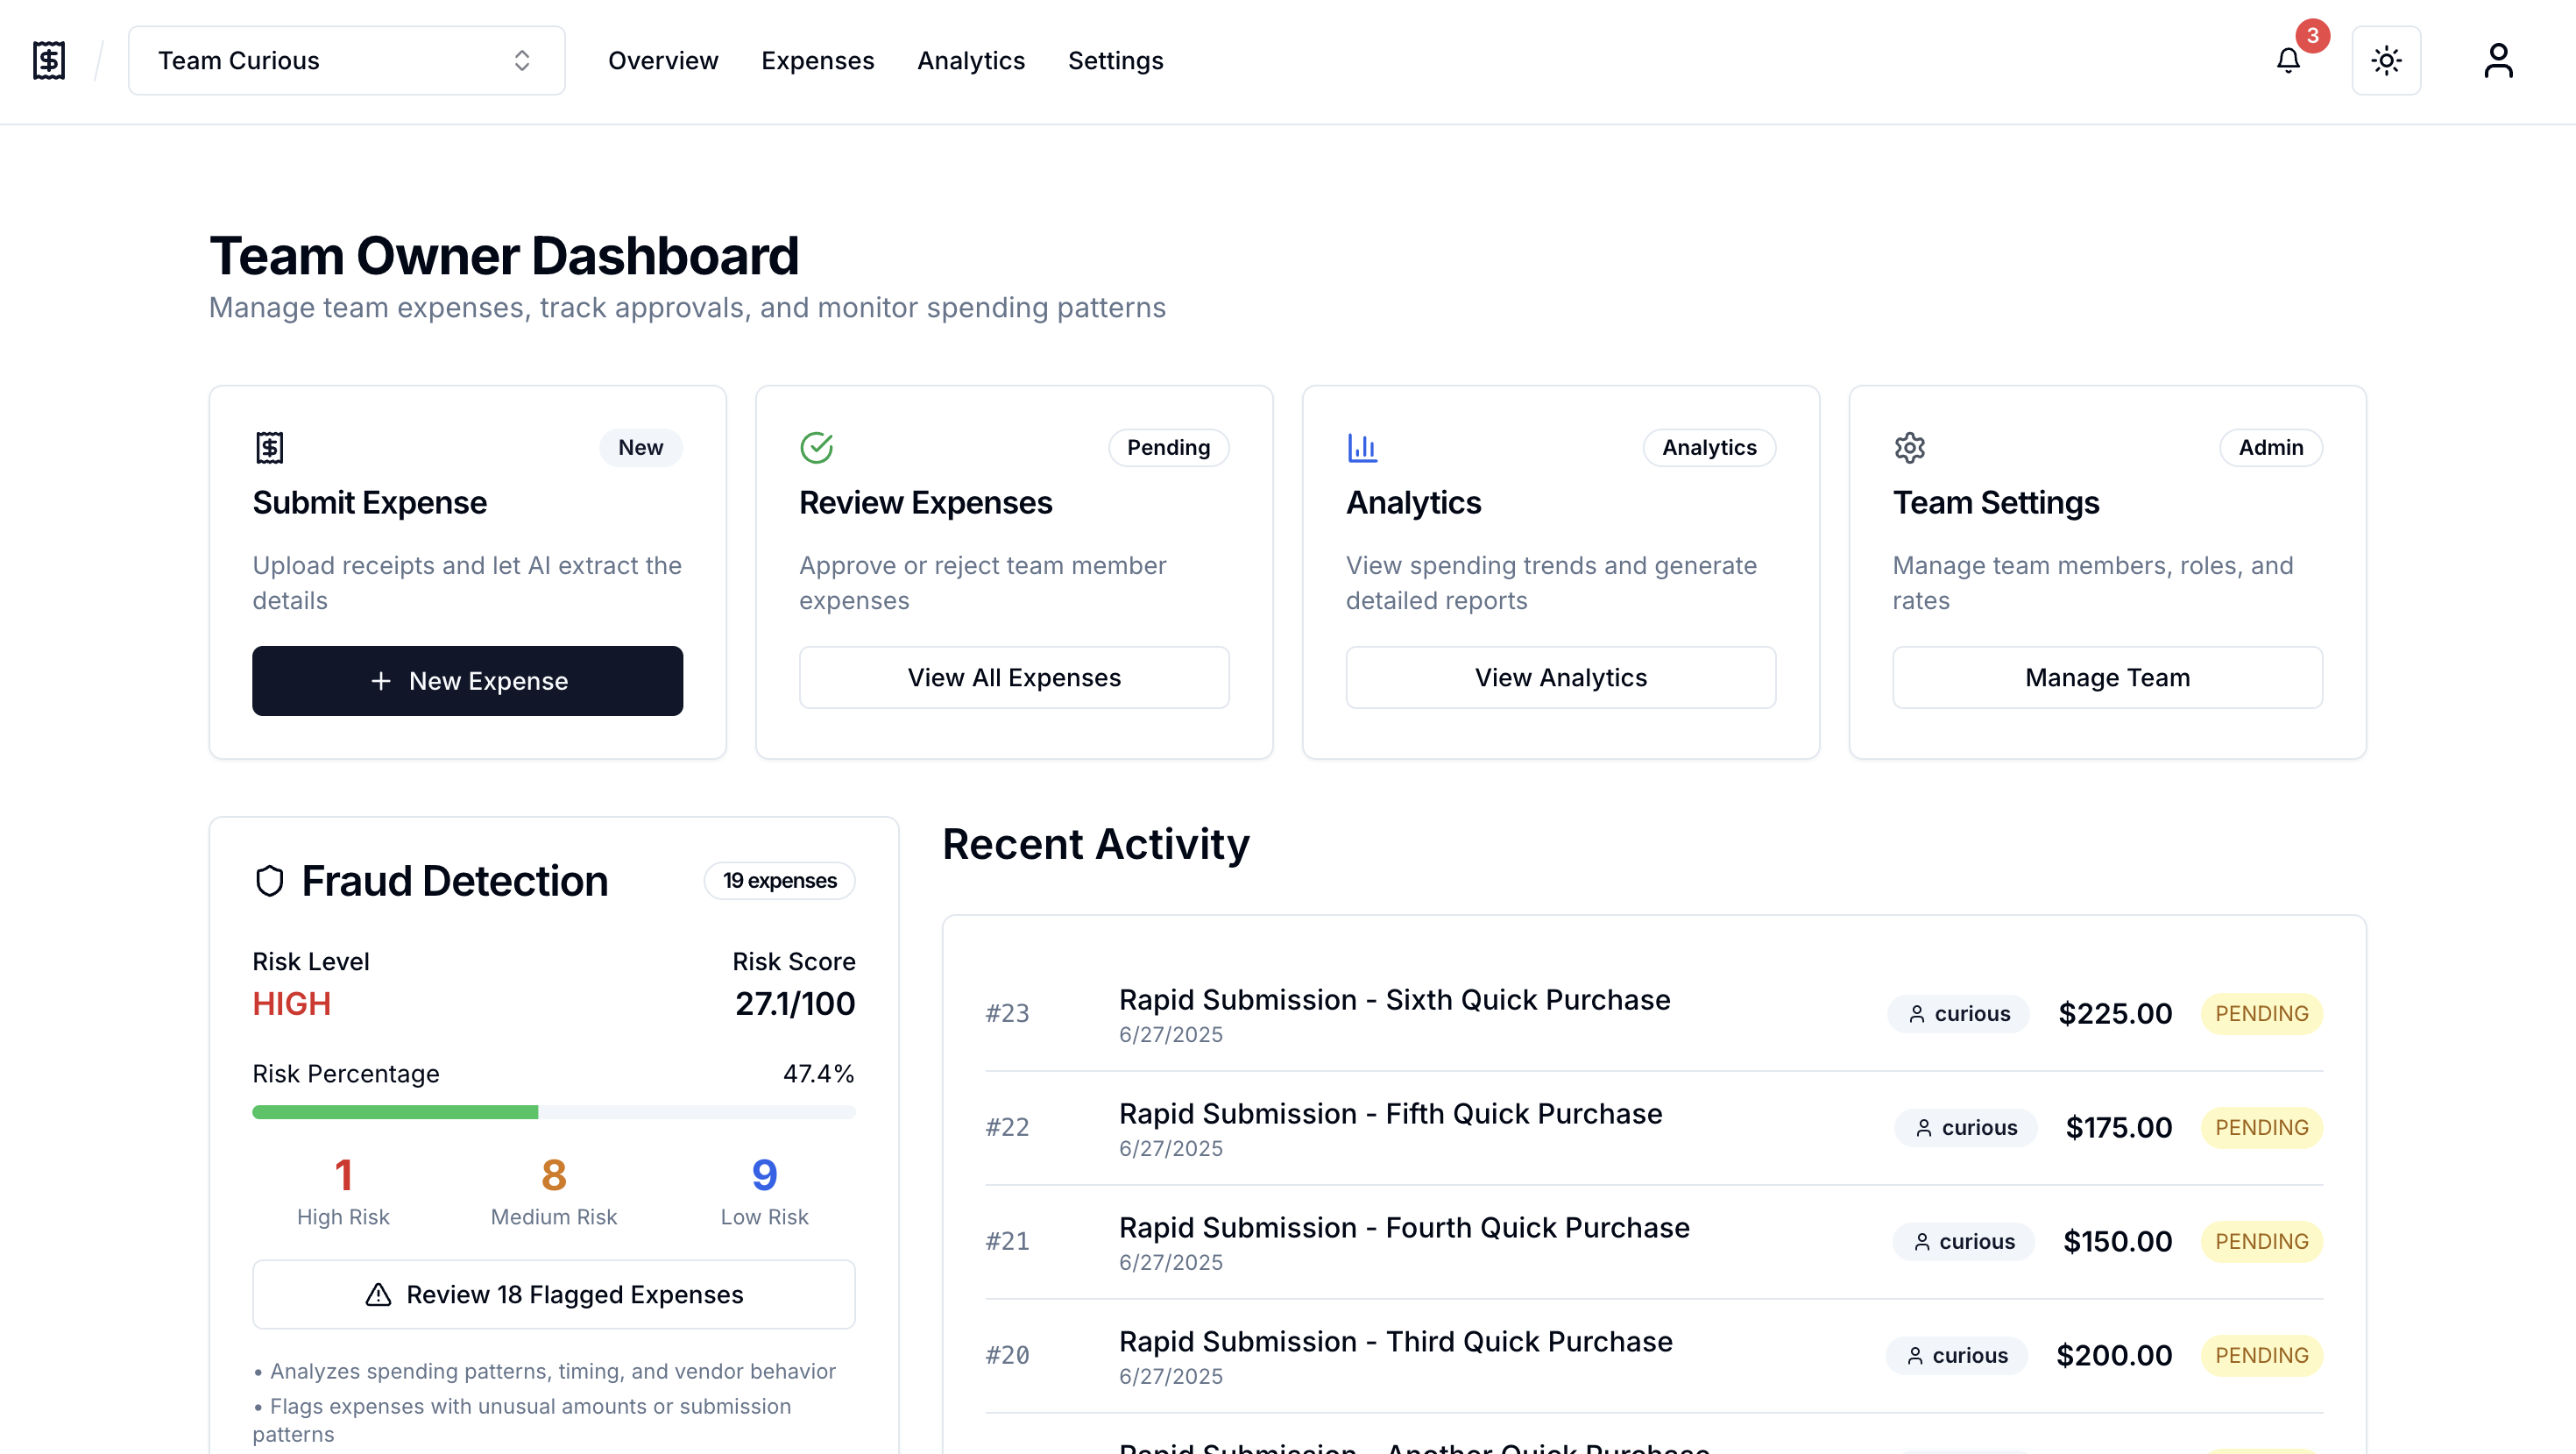 Team Curious
Overview
Expenses
Analytics
Settings
3
Team Owner Dashboard
Manage team expenses, track approvals, and monitor spending patterns
New
Submit Expense
Upload receipts and let AI extract the
details
New Expense
Pending
Review Expenses
Approve or reject team member
expenses
View All Expenses
Analytics
Analytics
View spending trends and generate
detailed reports
View Analytics
Admin
Team Settings
Manage team members, roles, and
rates
Manage Team
Fraud Detection
19 expenses
Risk Level
Risk Score
HIGH
27.1/100
Risk Percentage
47.4%
1
8
9
High Risk
Medium Risk
Low Risk
Review 18 Flagged Expenses
• Analyzes spending patterns, timing, and vendor behavior
• Flags expenses with unusual amounts or submission
patterns
Recent Activity
#23
Rapid Submission - Sixth Quick Purchase
6/27/2025
curious
$225.00
PENDING
#22
Rapid Submission - Fifth Quick Purchase
6/27/2025
curious
$175.00
PENDING
#21
Rapid Submission - Fourth Quick Purchase
6/27/2025
curious
$150.00
PENDING
#20
Rapid Submission - Third Quick Purchase
6/27/2025
curious
$200.00
PENDING
Rapid Submission - Another Quick Purchase